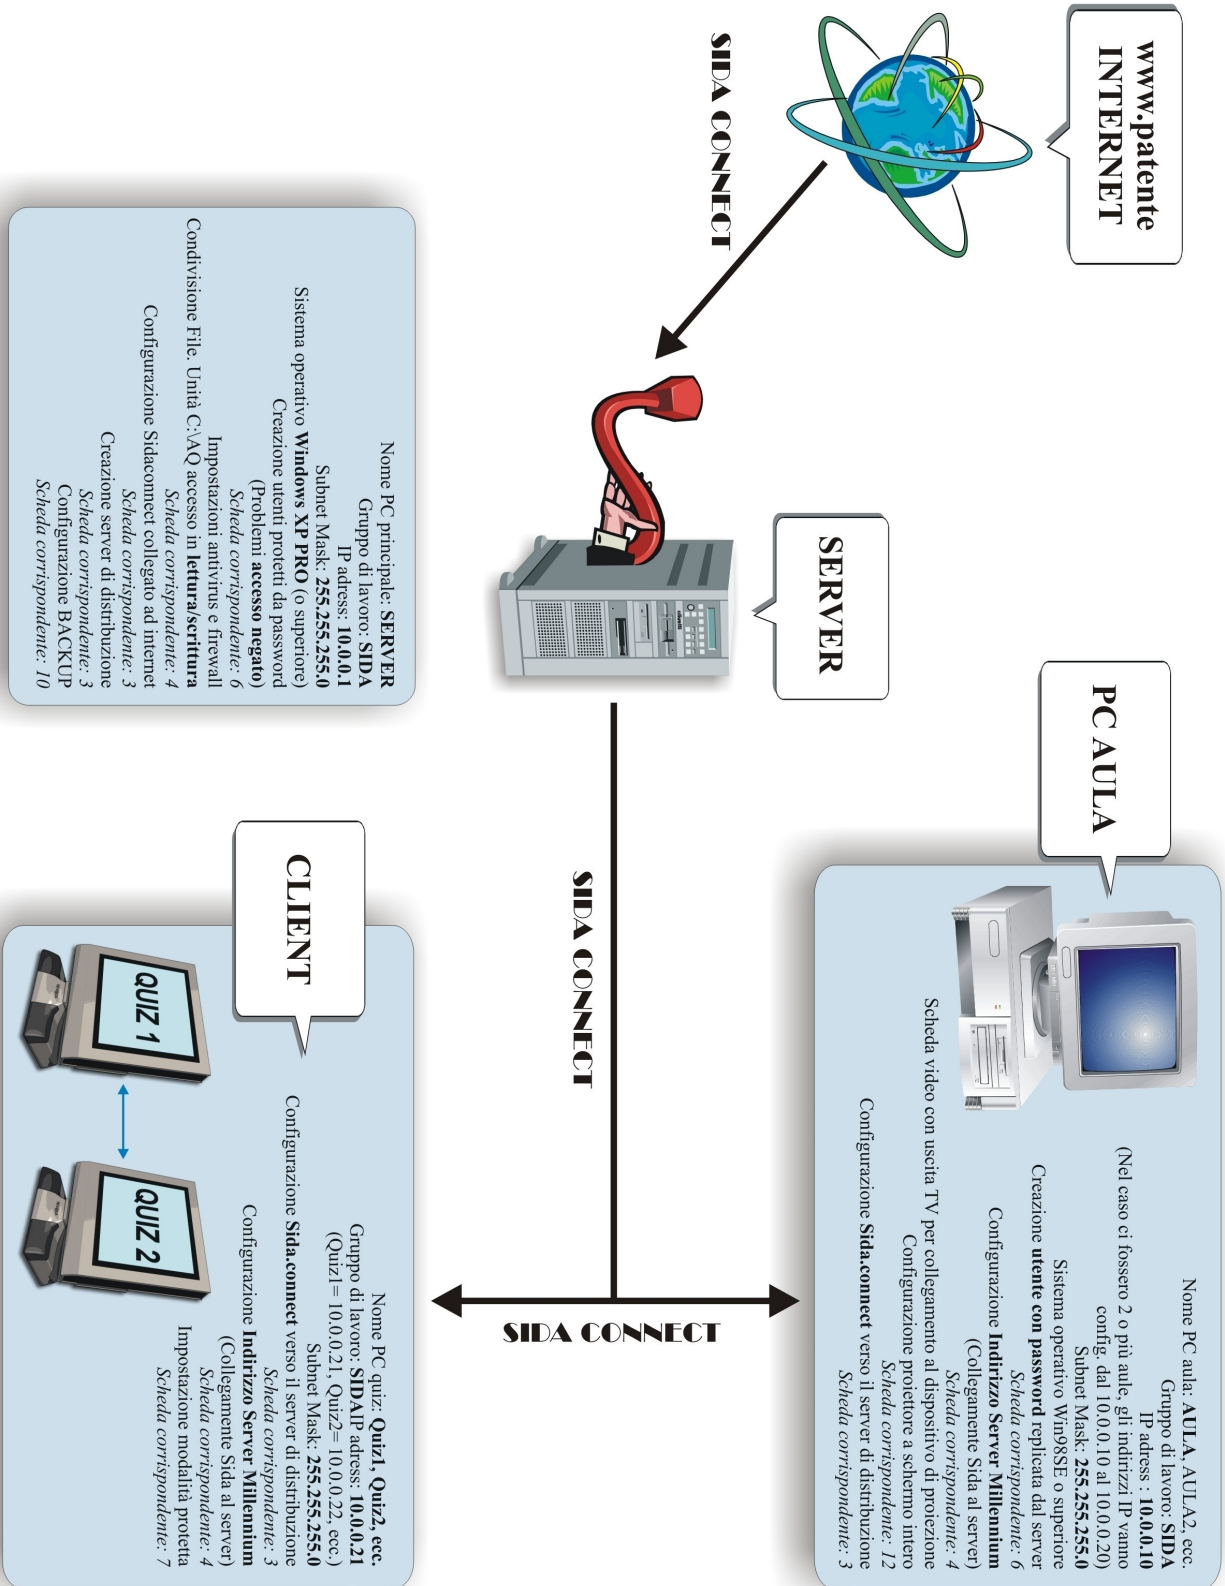 www.patente
INTERNET
SIDA CONNECT
SERVER
Nome PC principale: SERVER
Gruppo di lavoro: SIDA
IP adress: 10.0.0.1
Subnet Mask: 255.255.255.0
Sistema operativo Windows XP PRO (o superiore)
Creazione utenti protetti da password
(Problemi accesso negato)
Scheda corrispondente: 6
Impostazioni antivirus e firewall
Scheda corrispondente: 4
Condivisione File. Unità C:\AQ accesso in lettura/scrittura
Configurazione Sidaconnect collegato ad internet
Scheda corrispondente: 3
Creazione server di distribuzione
Scheda corrispondente: 3
Configurazione BACKUP
Scheda corrispondente: 10
SIDA CONNECT
SIDA CONNECT
PC AULA
Nome PC aula: AULA, AULA2, ecc.
Gruppo di lavoro: SIDA
IP adress : 10.0.0.10
(Nel caso ci fossero 2 o più aule, gli indirizzi IP vanno
config. dal 10.0.0.10 al 10.0.0.20)
Subnet Mask: 255.255.255.0
Sistema operativo Win98SE o superiore
Creazione utente con password replicata dal server
Scheda corrispondente: 6
Configurazione Indirizzo Server Millennium
(Collegamente Sida al server)
Scheda corrispondente: 4
Scheda video con uscita TV per collegamento al dispositivo di proiezione
Configurazione proiettore a schermo intero
Scheda corrispondente: 12
Configurazione Sida.connect verso il server di distribuzione
Scheda corrispondente: 3
CLIENT
QUIZ 1
QUIZ 2
Nome PC quiz: Quiz1, Quiz2, ecc.
Gruppo di lavoro: SIDAIP adress: 10.0.0.21
(Quiz1= 10.0.0.21, Quiz2= 10.0.0.22, ecc.)
Subnet Mask: 255.255.255.0
Configurazione Sida.connect verso il server di distribuzione
Scheda corrispondente: 3
Configurazione Indirizzo Server Millennium
(Collegamente Sida al server)
Scheda corrispondente: 4
Impostazione modalità protetta
Scheda corrispondente: 7